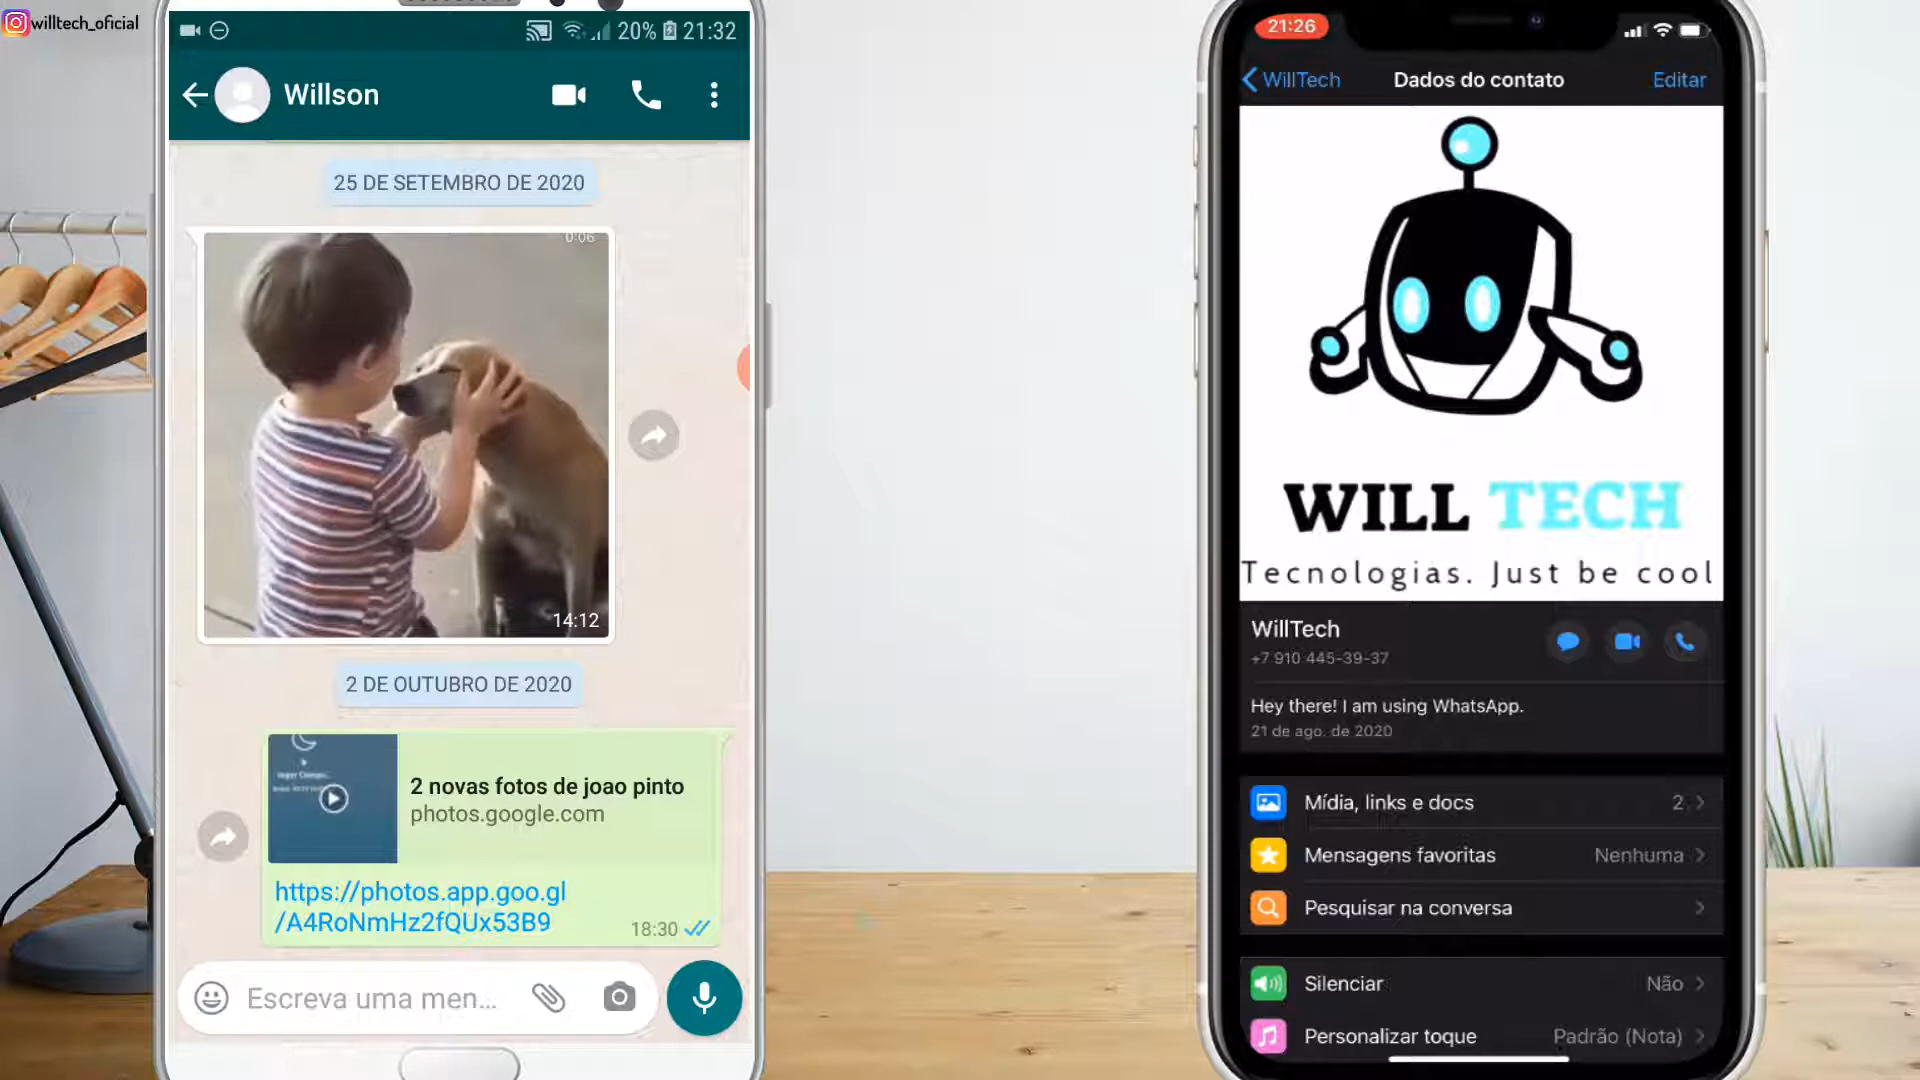 willtech_oficial
20% 21:32
Willson
25 DE SETEMBRO DE 2020
0:06
14:12
2 DE OUTUBRO DE 2020
2 novas fotos de joao pinto
photos.google.com
https://photos.app.goo.gl
/A4RoNmHz2fQUx53B9
18:30
Escreva uma men...
21:26
WillTech
Dados do contato
Editar
WILL TECH
Tecnologias. Just be cool
WillTech
+7 910 445-39-37
Hey there! I am using WhatsApp.
21 de ago. de 2020
Mídia, links e docs 2
Mensagens favoritas Nenhuma
Pesquisar na conversa
Silenciar Não
Personalizar toque Padrão (Nota)